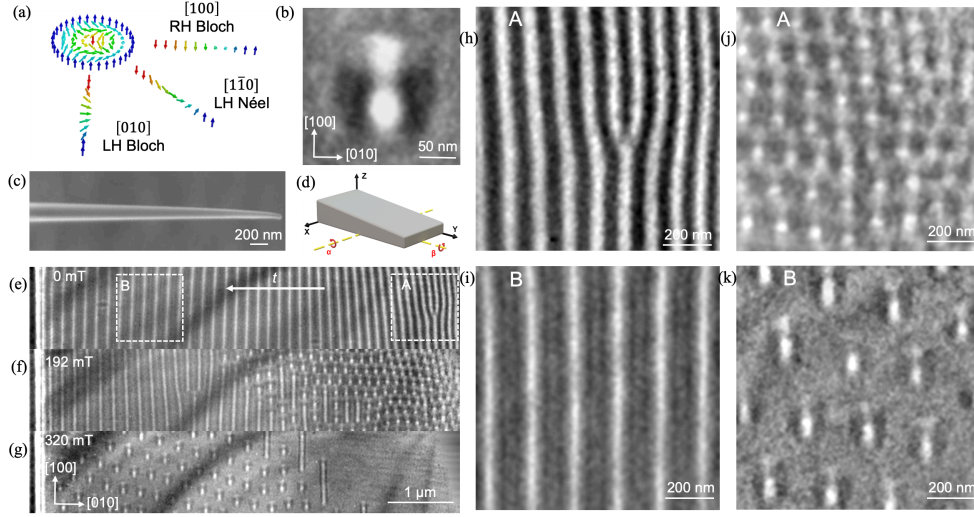 (a)
[100]
RH Bloch
[11̅0]
LH Néel
[010]
LH Bloch
(b)
[100]
[010]
50 nm
(c)
200 nm
(d)
Z
X
Y
α
β
(e)
0 mT
B
t
A
(f)
192 mT
(g)
320 mT
[100]
[010]
1 μm
(h)
A
200 nm
(i)
B
200 nm
(j)
A
200 nm
(k)
B
200 nm